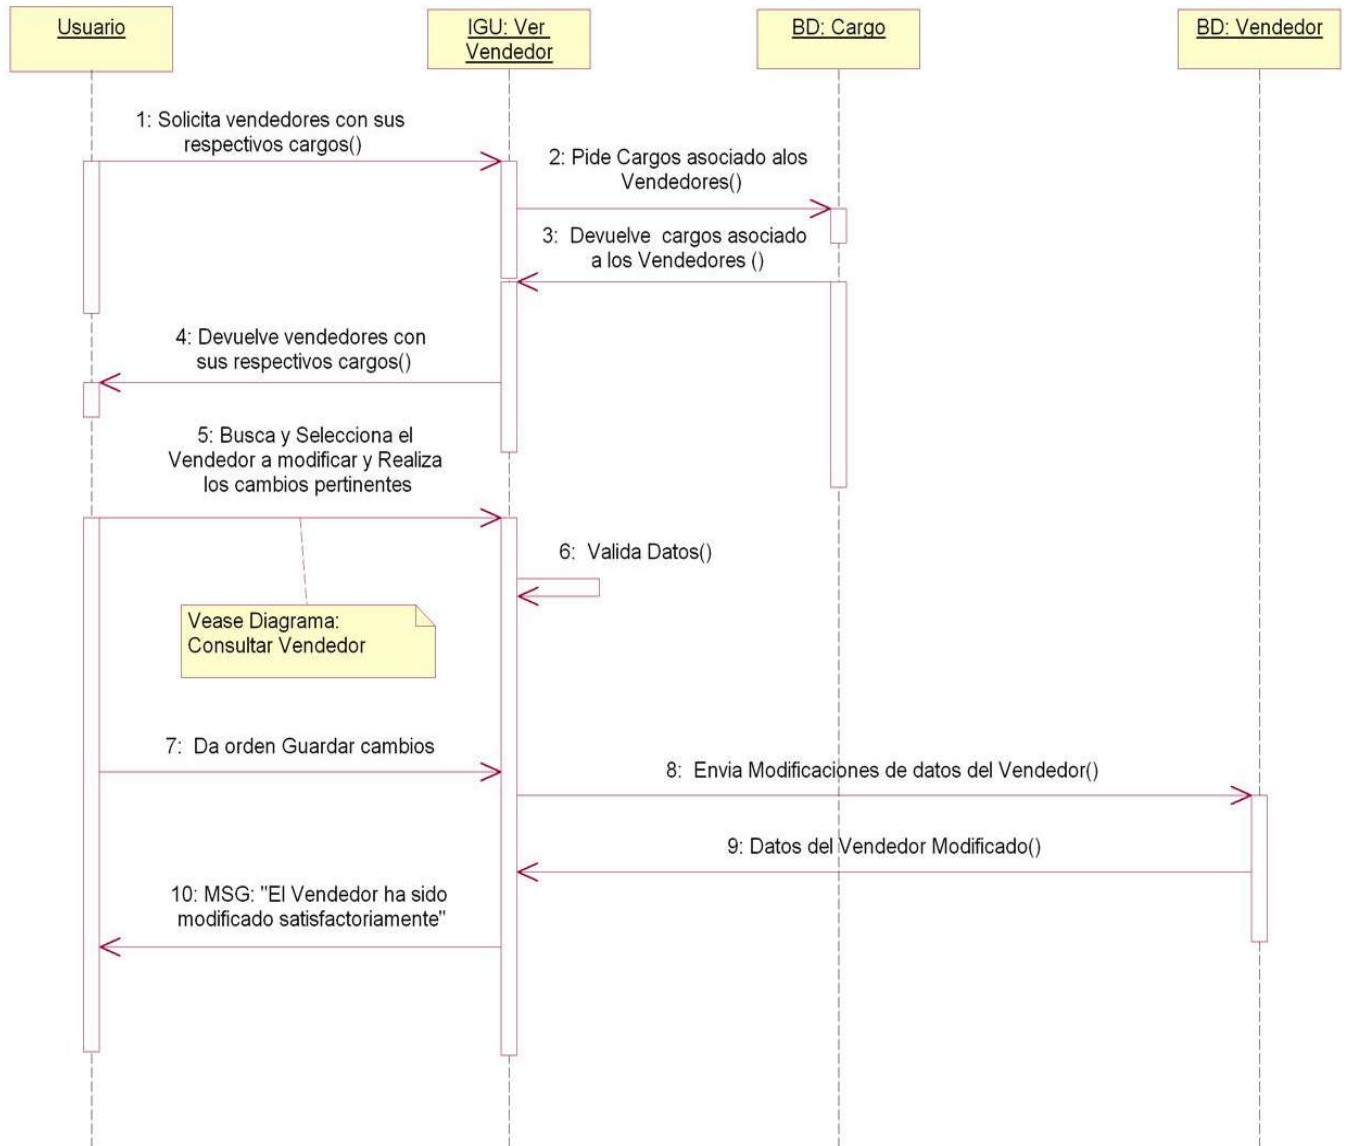 Usuario
IGU: Ver
Vendedor
BD: Cargo
BD: Vendedor
1: Solicita vendedores con sus
respectivos cargos()
2: Pide Cargos asociado alos
Vendedores()
3: Devuelve cargos asociado
a los Vendedores ()
4: Devuelve vendedores con
sus respectivos cargos()
5: Busca y Selecciona el
Vendedor a modificar y Realiza
los cambios pertinentes
6: Valida Datos()
Vease Diagrama:
Consultar Vendedor
7: Da orden Guardar cambios
8: Envia Modificaciones de datos del Vendedor()
9: Datos del Vendedor Modificado()
10: MSG: "El Vendedor ha sido
modificado satisfactoriamente"